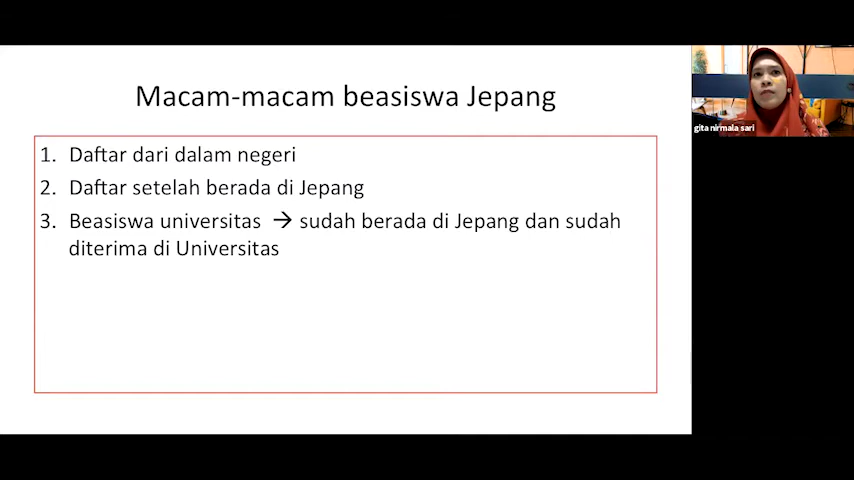 Macam-macam beasiswa Jepang
1. Daftar dari dalam negeri
2. Daftar setelah berada di Jepang
3. Beasiswa universitas → sudah berada di Jepang dan sudah
diterima di Universitas
gita nirmala sari